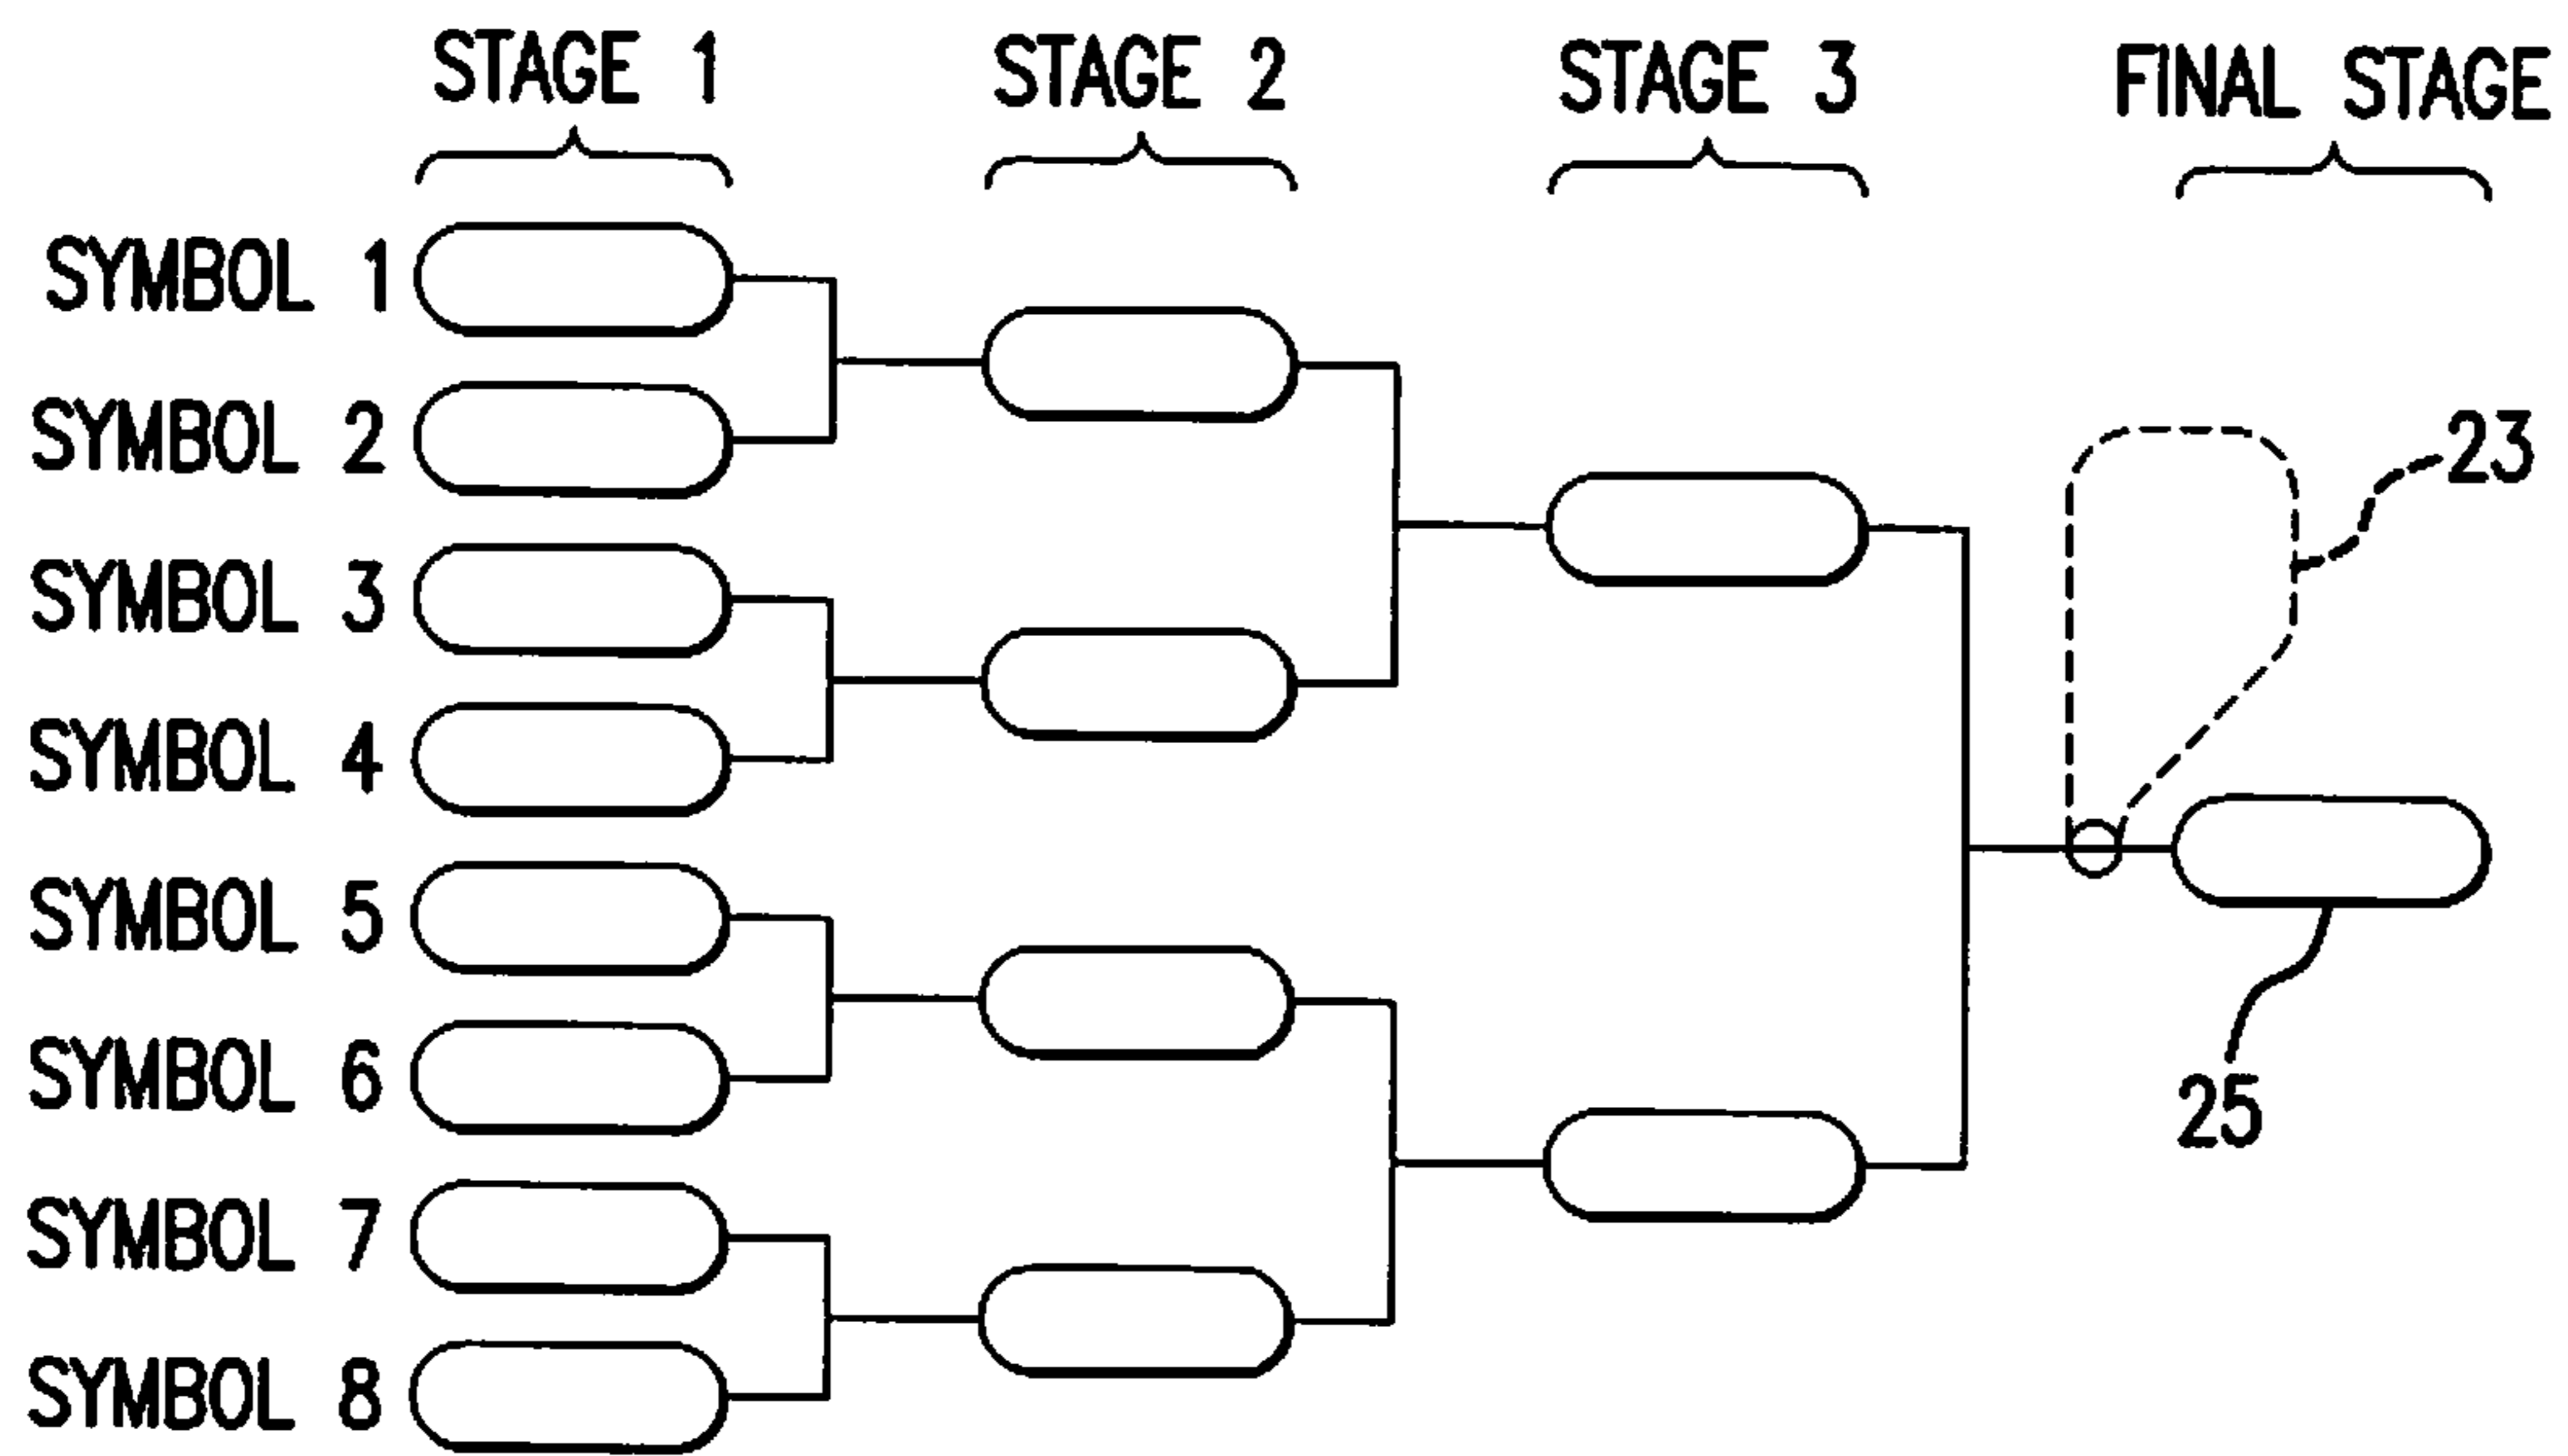 STAGE 1 STAGE 2 STAGE 3 FINAL STAGE
SYMBOL 1
SYMBOL 2
23
SYMBOL 3
SYMBOL 4
SYMBOL 5
SYMBOL 6
25
SYMBOL 7
SYMBOL 8